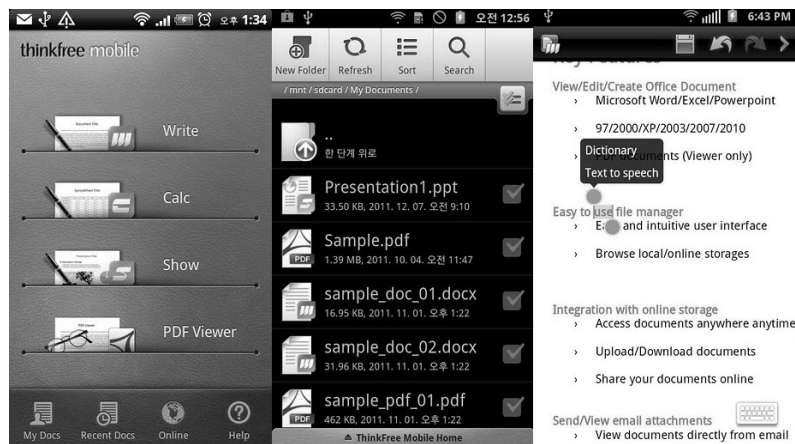 오후 1:34
thinkfree mobile
Write
Calc
Show
PDF Viewer
PDF Viewer
My Docs
Recent Docs
Online
Help
오전 12:56
New Folder
Refresh
Sort
Search
/ mnt / sdcard / My Documents /
..
한 단계 위로
Presentation1.ppt
33.50 KB, 2011. 12. 07. 오전 9:10
Sample.pdf
PDF
1.39 MB, 2011. 10. 04. 오전 11:47
sample_doc_01.docx
16.95 KB, 2011. 11. 01. 오후 1:22
sample_doc_02.docx
31.96 KB, 2011. 11. 01. 오후 1:22
sample_pdf_01.pdf
PDF
462 KB, 2011. 11. 01. 오후 1:22
ThinkFree Mobile Home
6:43 PM
Key Features
View/Edit/Create Office Document
› Microsoft Word/Excel/Powerpoint
› 97/2000/XP/2003/2007/2010
Dictionary
› PDF documents (Viewer only)
Text to speech
Easy to use file manager
› and intuitive user interface
› Browse local/online storages
Integration with online storage
› Access documents anywhere anytime
› Upload/Download documents
› Share your documents online
Send/View email attachments
› View documents directly from email